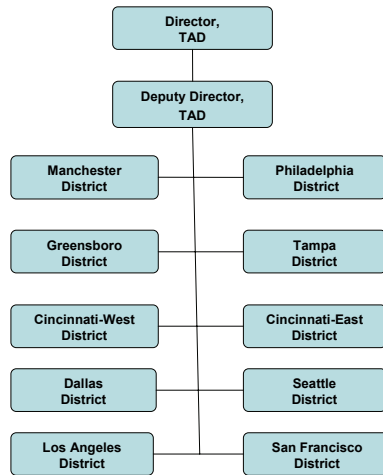 Director,
TAD
Deputy Director,
TAD
Manchester
District
Philadelphia
District
Greensboro
District
Tampa
District
Cincinnati-West
District
Cincinnati-East
District
Dallas
District
Seattle
District
Los Angeles
District
San Francisco
District